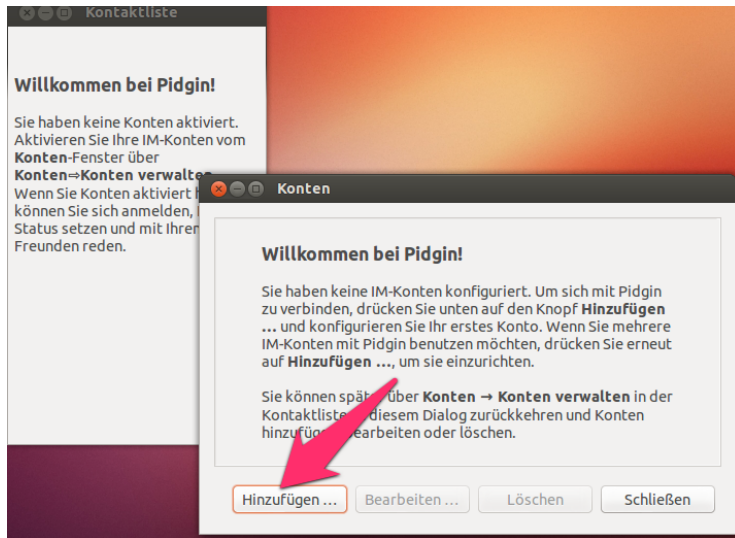 Kontaktliste
Willkommen bei Pidgin!
Sie haben keine Konten aktiviert.
Aktivieren Sie Ihre IM-Konten vom
Konten-Fenster über
Konten⇨Konten verwalten
Wenn Sie Konten aktiviert
können Sie sich anmelden,
Status setzen und mit Ihren
Freunden reden.
Konten
Willkommen bei Pidgin!
Sie haben keine IM-Konten konfiguriert. Um sich mit Pidgin
zu verbinden, drücken Sie unten auf den Knopf Hinzufügen
... und konfigurieren Sie Ihr erstes Konto. Wenn Sie mehrere
IM-Konten mit Pidgin benutzen möchten, drücken Sie erneut
auf Hinzufügen ..., um sie einzurichten.
Sie können später über Konten → Konten verwalten in der
Kontaktliste diesem Dialog zurückkehren und Konten
hinzufügen, bearbeiten oder löschen.
Hinzufügen ...
Bearbeiten ...
Löschen
Schließen